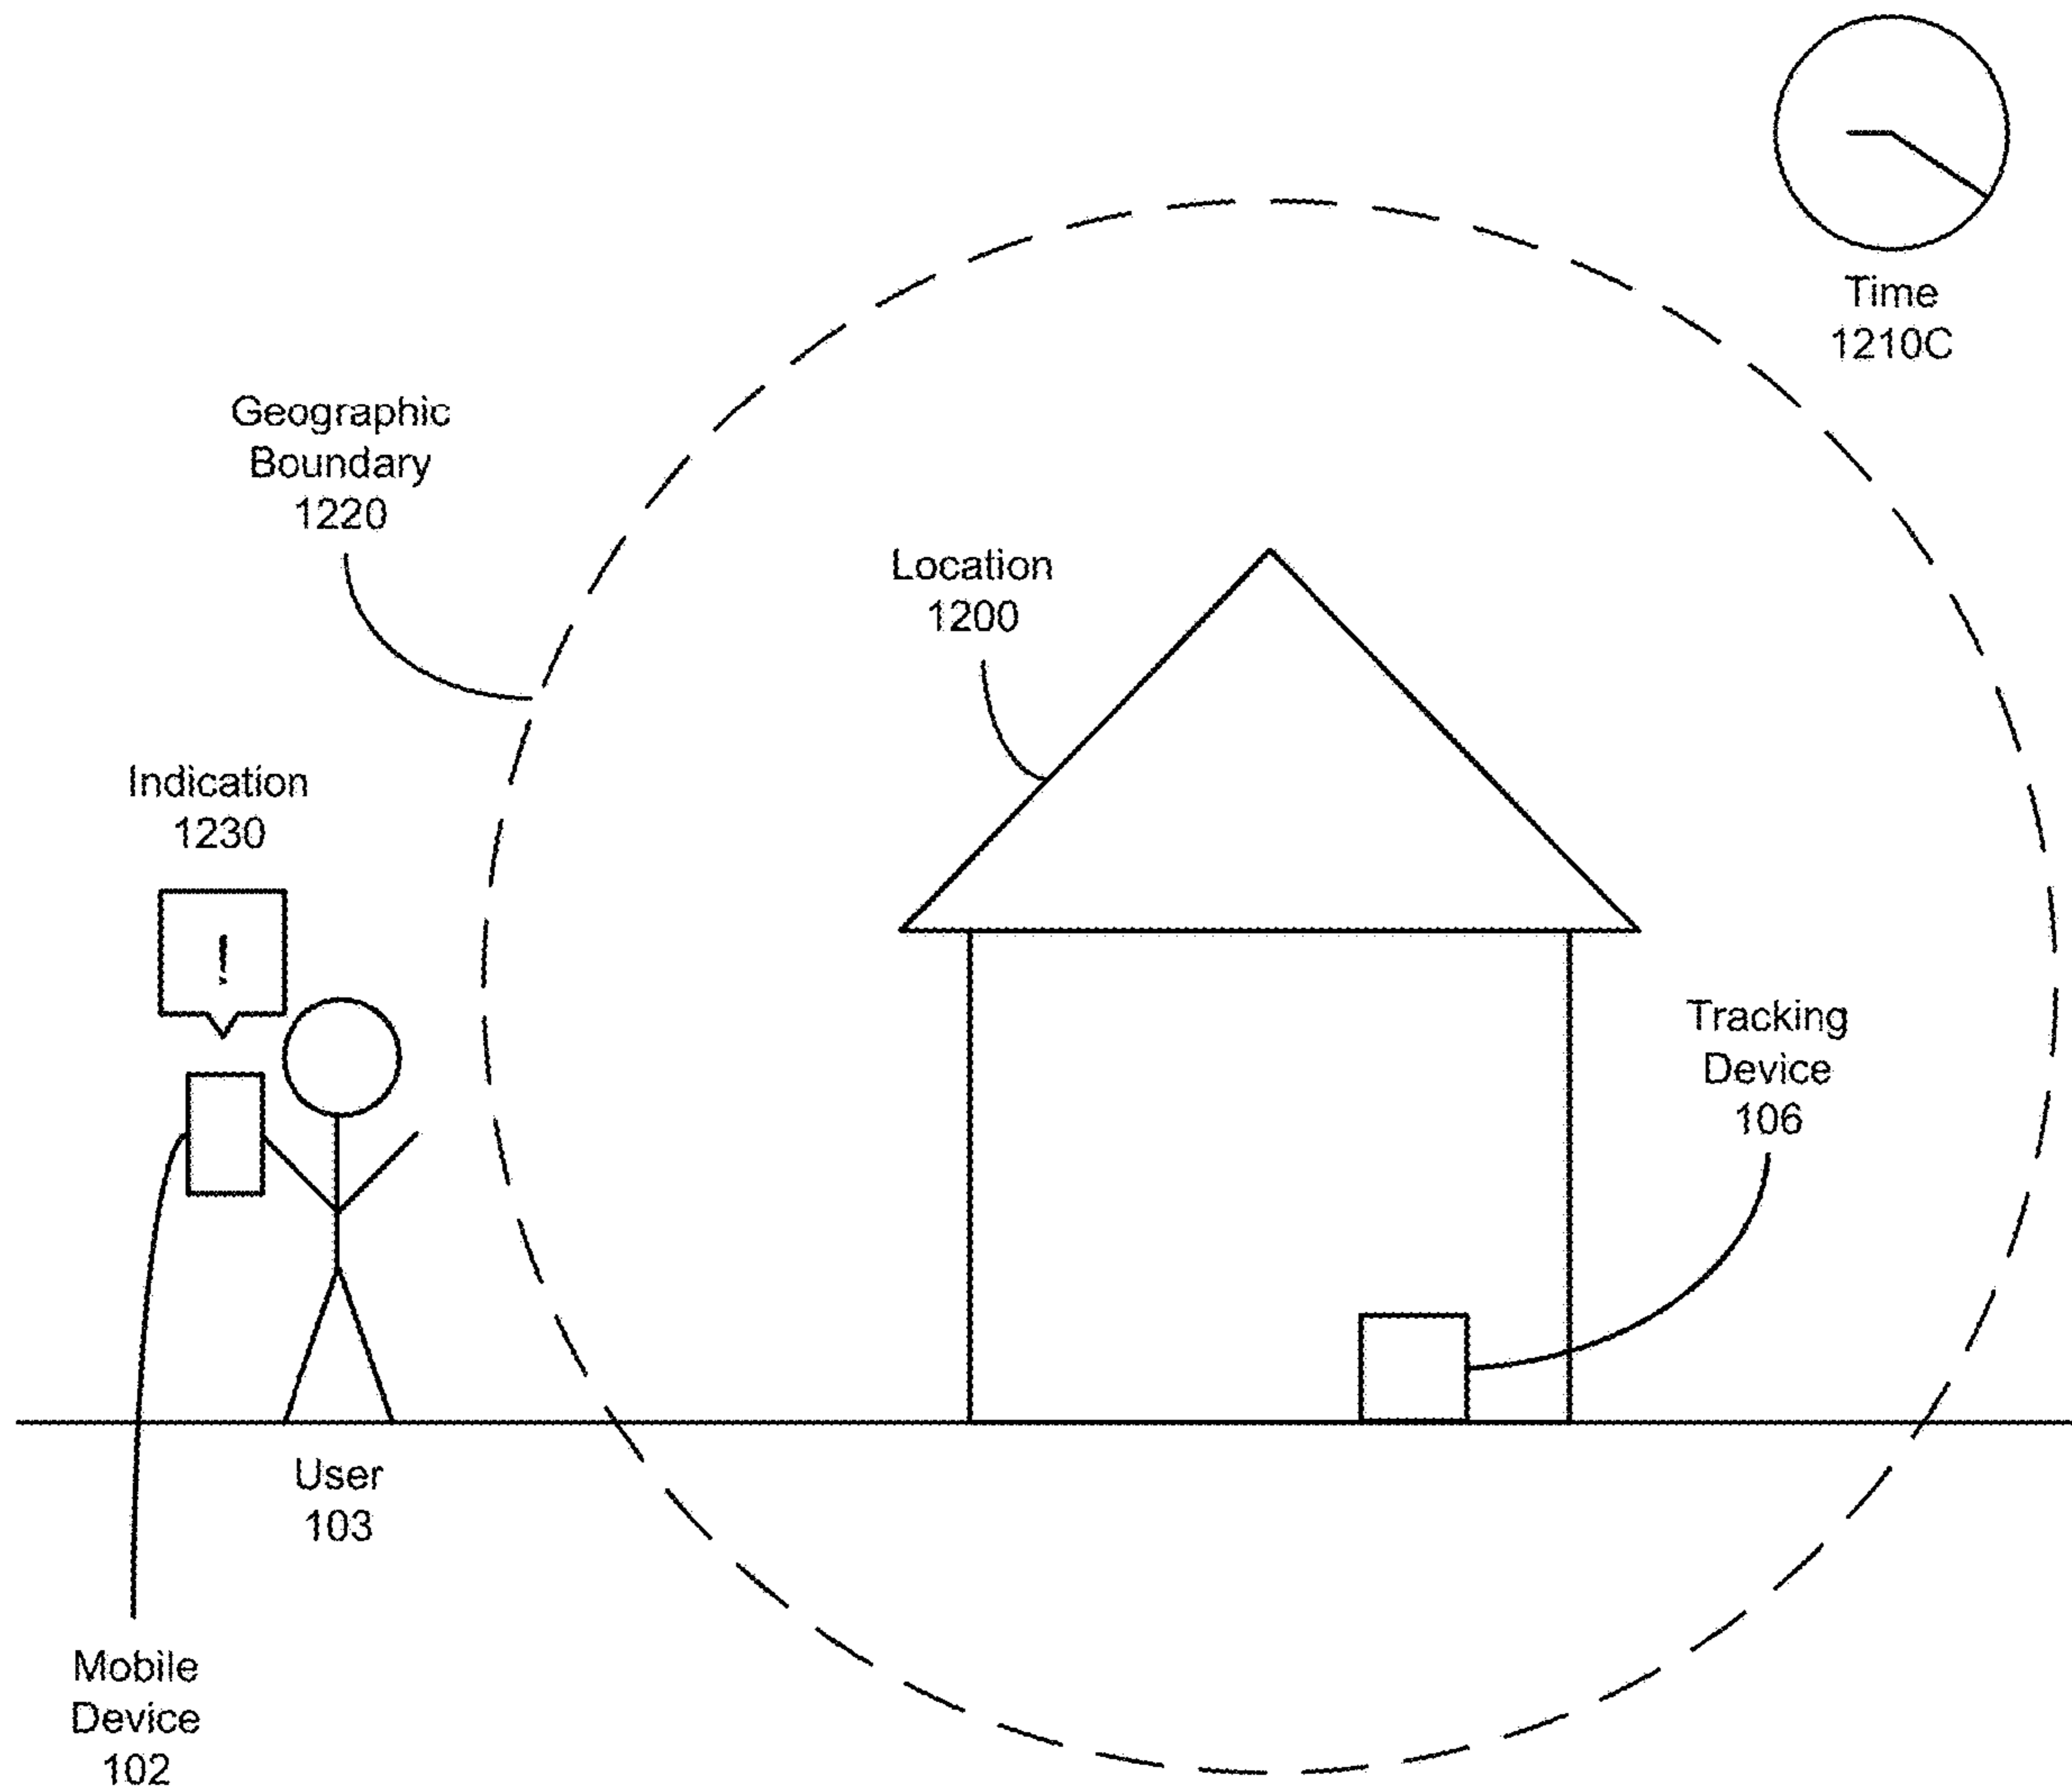 Time
1210C
Geographic
Boundary
1220
Location
1200
Indication
1230
!
Tracking
Device
106
User
103
Mobile
Device
102